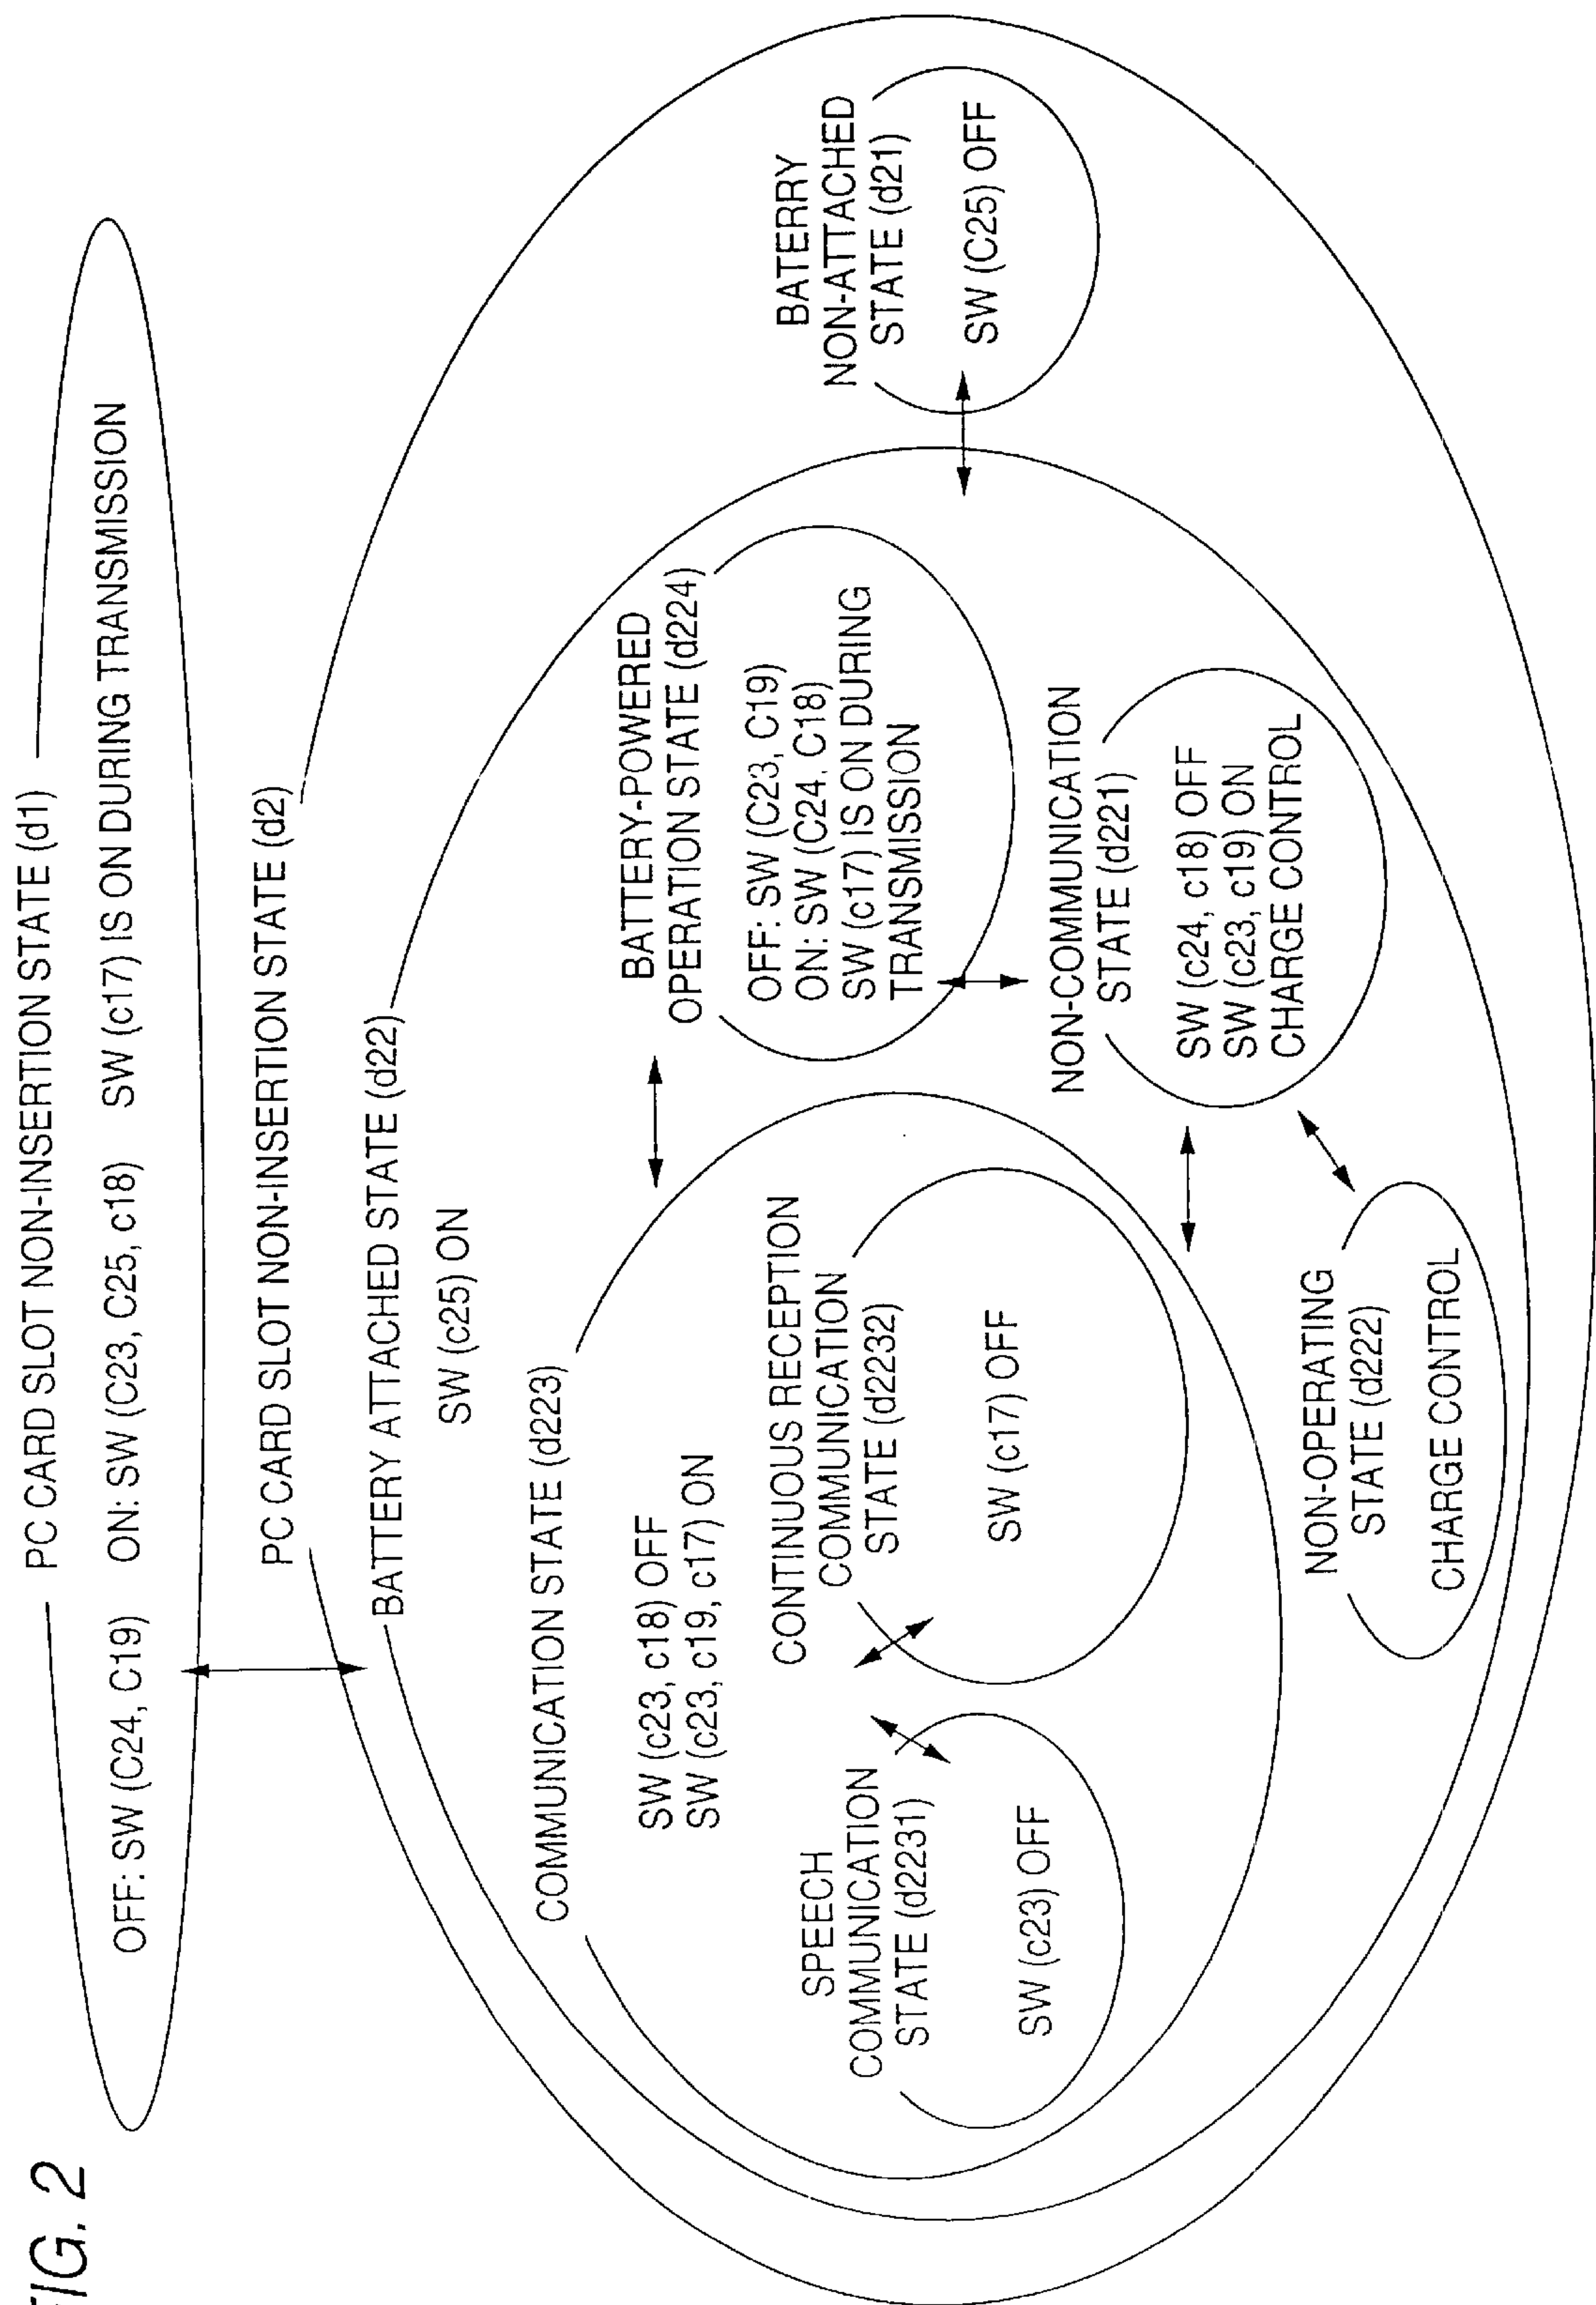 FIG. 2
PC CARD SLOT NON-INSERTION STATE (d1)
OFF: SW (C24, C19)   ON: SW (C23, C25, c18)   SW (c17) IS ON DURING TRANSMISSION
PC CARD SLOT NON-INSERTION STATE (d2)
BATTERY ATTACHED STATE (d22)
SW (c25) ON
COMMUNICATION STATE (d223)
SW (c23, c18) OFF
SW (c23, c19, c17) ON
SPEECH
COMMUNICATION
STATE (d2231)
SW (c23) OFF
CONTINUOUS RECEPTION
COMMUNICATION
STATE (d2232)
SW (c17) OFF
BATTERY-POWERED
OPERATION STATE (d224)
OFF: SW (C23, C19)
ON: SW (C24. C18)
SW (c17) IS ON DURING
TRANSMISSION
NON-COMMUNICATION
STATE (d221)
SW (c24, c18) OFF
SW (c23, c19) ON
CHARGE CONTROL
NON-OPERATING
STATE (d222)
CHARGE CONTROL
BATERRY
NON-ATTACHED
STATE (d21)
SW (C25) OFF